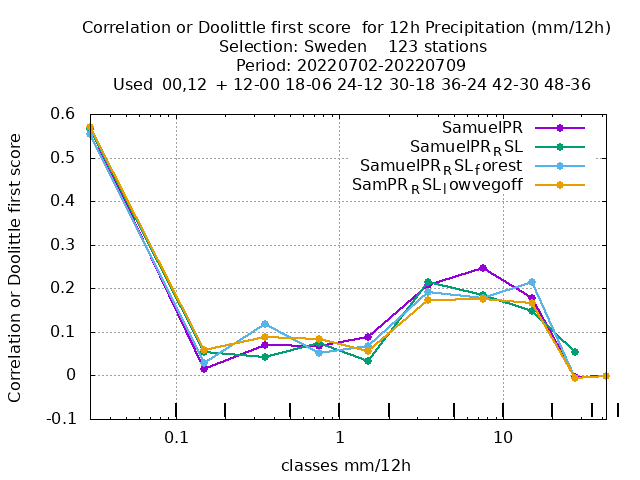 Correlation or Doolittle first score  for 12h Precipitation (mm/12h)
Selection: Sweden    123 stations
Period: 20220702-20220709
Used  00,12  + 12-00 18-06 24-12 30-18 36-24 42-30 48-36
Correlation or Doolittle first score
0.6
0.5
0.4
0.3
0.2
0.1
0
-0.1
SamuelPR
SamuelPR_RSL
SamuelPR_RSL_forest
SamPR_RSL_lowvegoff
0.1
1
10
classes mm/12h